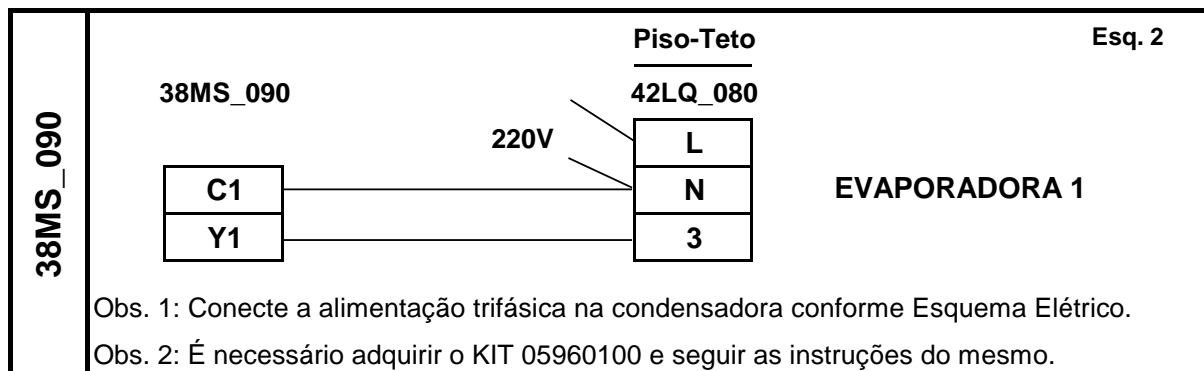 Piso-Teto
Esq. 2
38MS_090
42LQ_080
38MS_090
220V
L
C1
N
EVAPORADORA 1
Y1
3
Obs. 1: Conecte a alimentação trifásica na condensadora conforme Esquema Elétrico.
Obs. 2: É necessário adquirir o KIT 05960100 e seguir as instruções do mesmo.